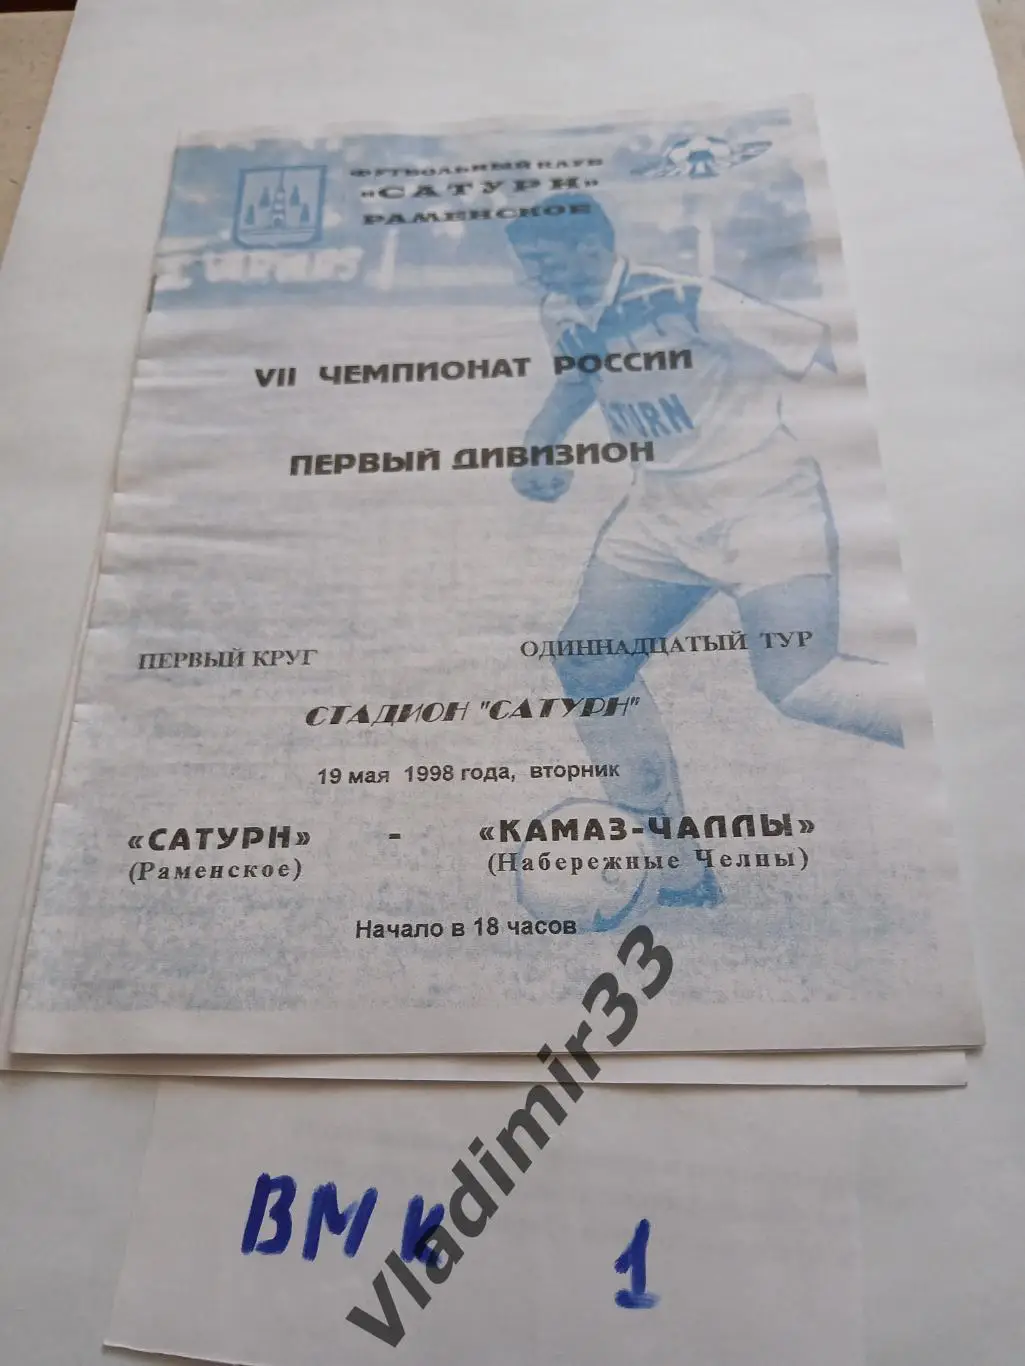 ФУТБОЛЬНЫЙ КЛУБ
«САТУРН»
РАМЕНСКОЕ
VII ЧЕМПИОНАТ РОССИИ
ПЕРВЫЙ ДИВИЗИОН
ПЕРВЫЙ КРУГ
ОДИННАДЦАТЫЙ ТУР
СТАДИОН "САТУРН"
19 мая 1998 года, вторник
«САТУРН» - «КАМАЗ-ЧАЛЛЫ»
(Раменское) (Набережные Челны)
Начало в 18 часов
Vladimir33
ВМК 1